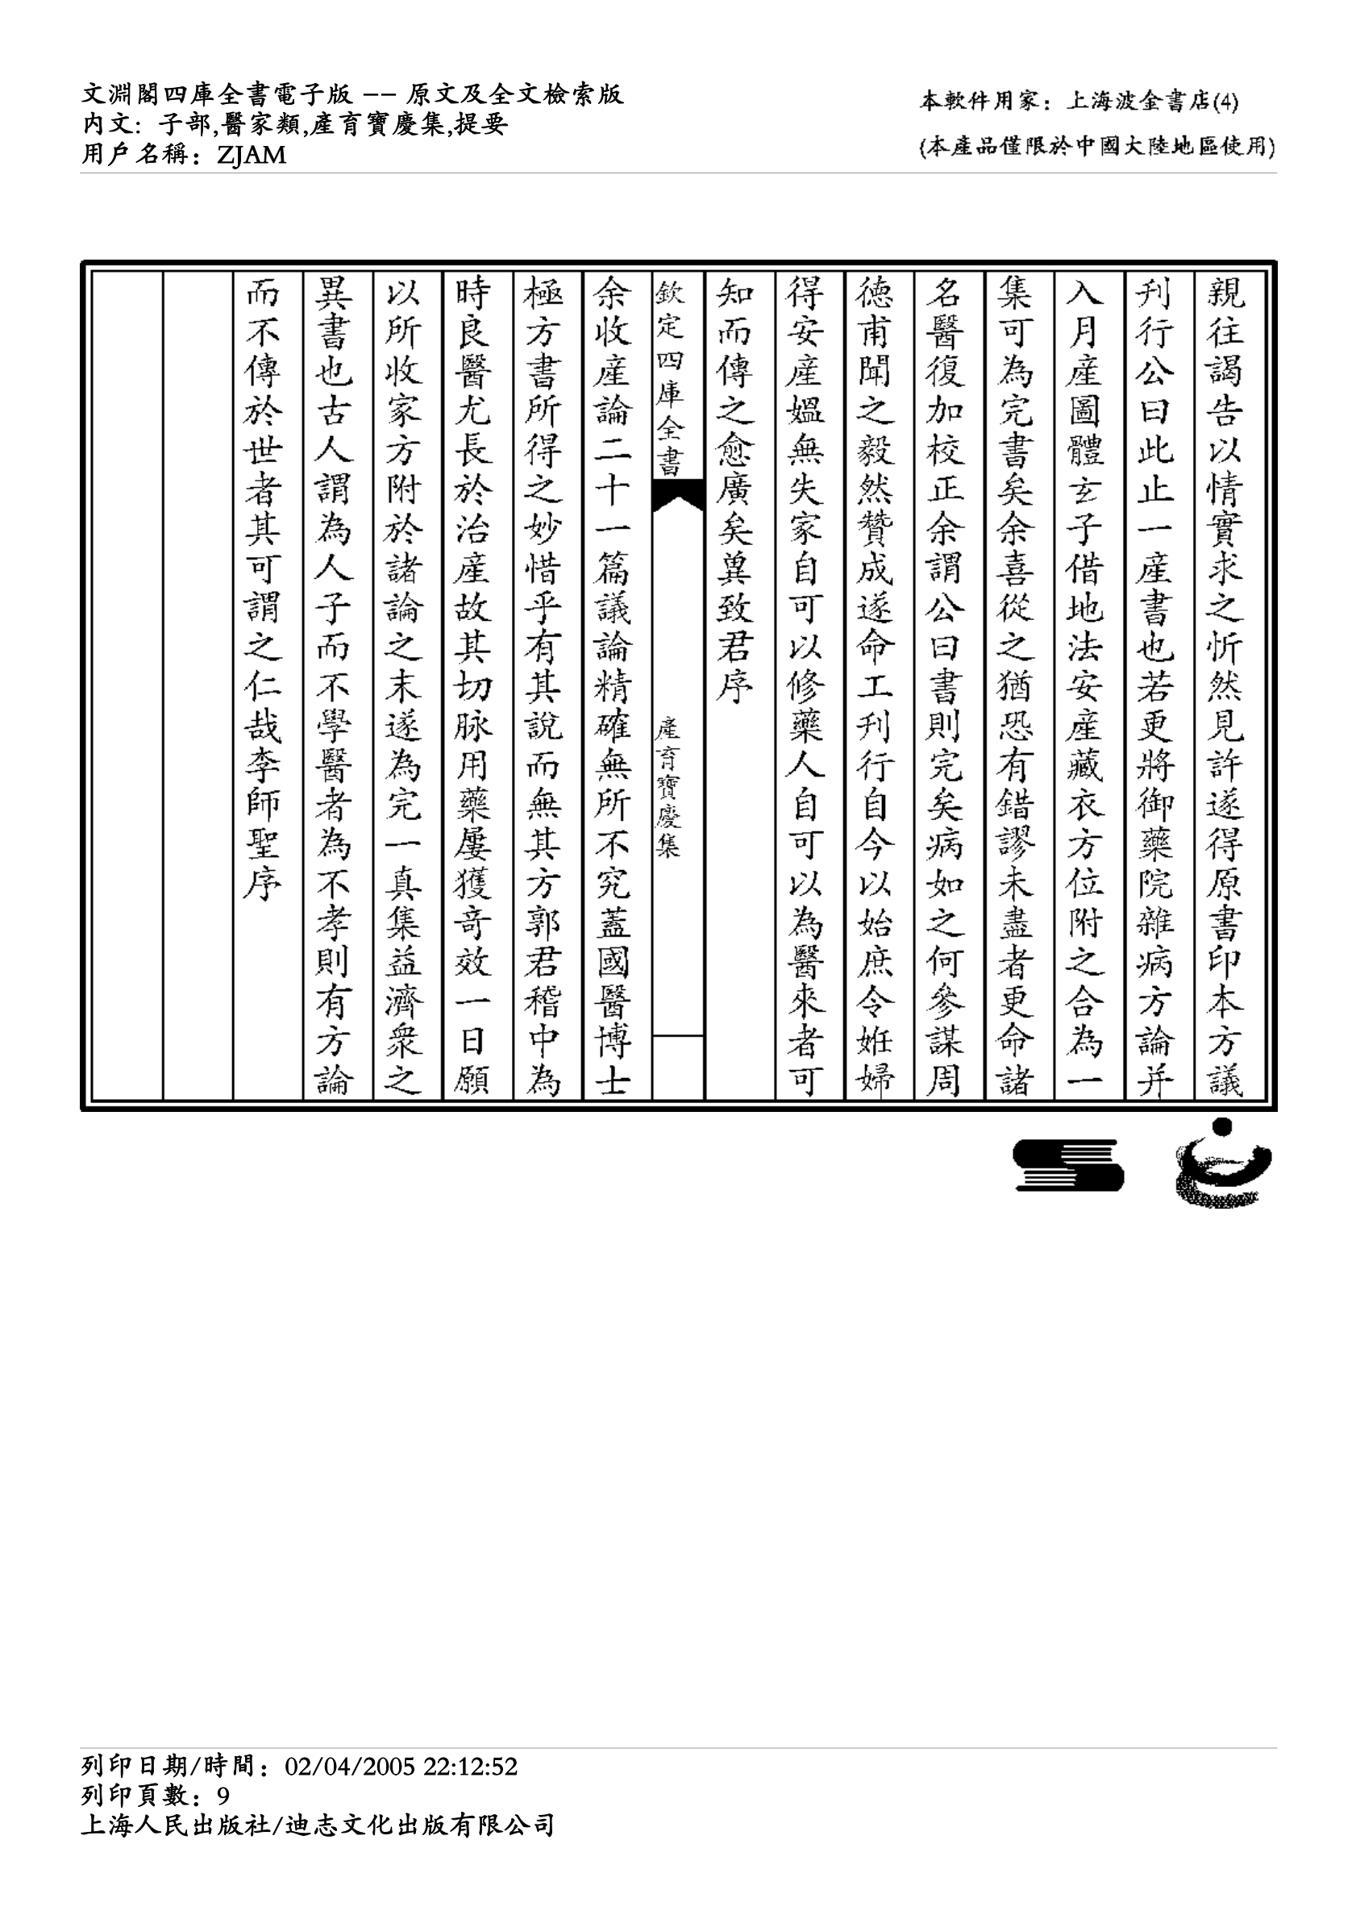 文淵閣四庫全書電子版 -- 原文及全文檢索版
内文: 子部,醫家類,產育寶慶集,提要
用戶名稱: ZJAM
本軟件用家: 上海波金書店(4)
(本產品僅限於中國大陸地區使用)
親往謁告以情實求之忻然見許遂得原書印本方議
刋行公曰此止一產書也若更將御藥院雜病方論并
入月產圖體玄子借地法安產藏衣方位附之合為一
集可為完書矣余喜從之猶恐有錯謬未盡者更命諸
名醫復加校正余謂公曰書則完矣病如之何參謀周
德甫聞之毅然贊成遂命工刋行自今以始庶令姙婦
得安產媼無失家自可以修藥人自可以為醫來者可
知而傳之愈廣矣冀致君序
欽定四庫全書
產育寶慶集
余收產論二十一篇議論精確無所不究蓋國醫博士
極方書所得之妙惜乎有其說而無其方郭君稽中為
時良醫尤長於治產故其切脉用藥屢獲奇效一日願
以所收家方附於諸論之末遂為完一真集益濟衆之
異書也古人謂為人子而不學醫者為不孝則有方論
而不傳於世者其可謂之仁哉李師聖序
列印日期/時間: 02/04/2005 22:12:52
列印頁數: 9
上海人民出版社/迪志文化出版有限公司